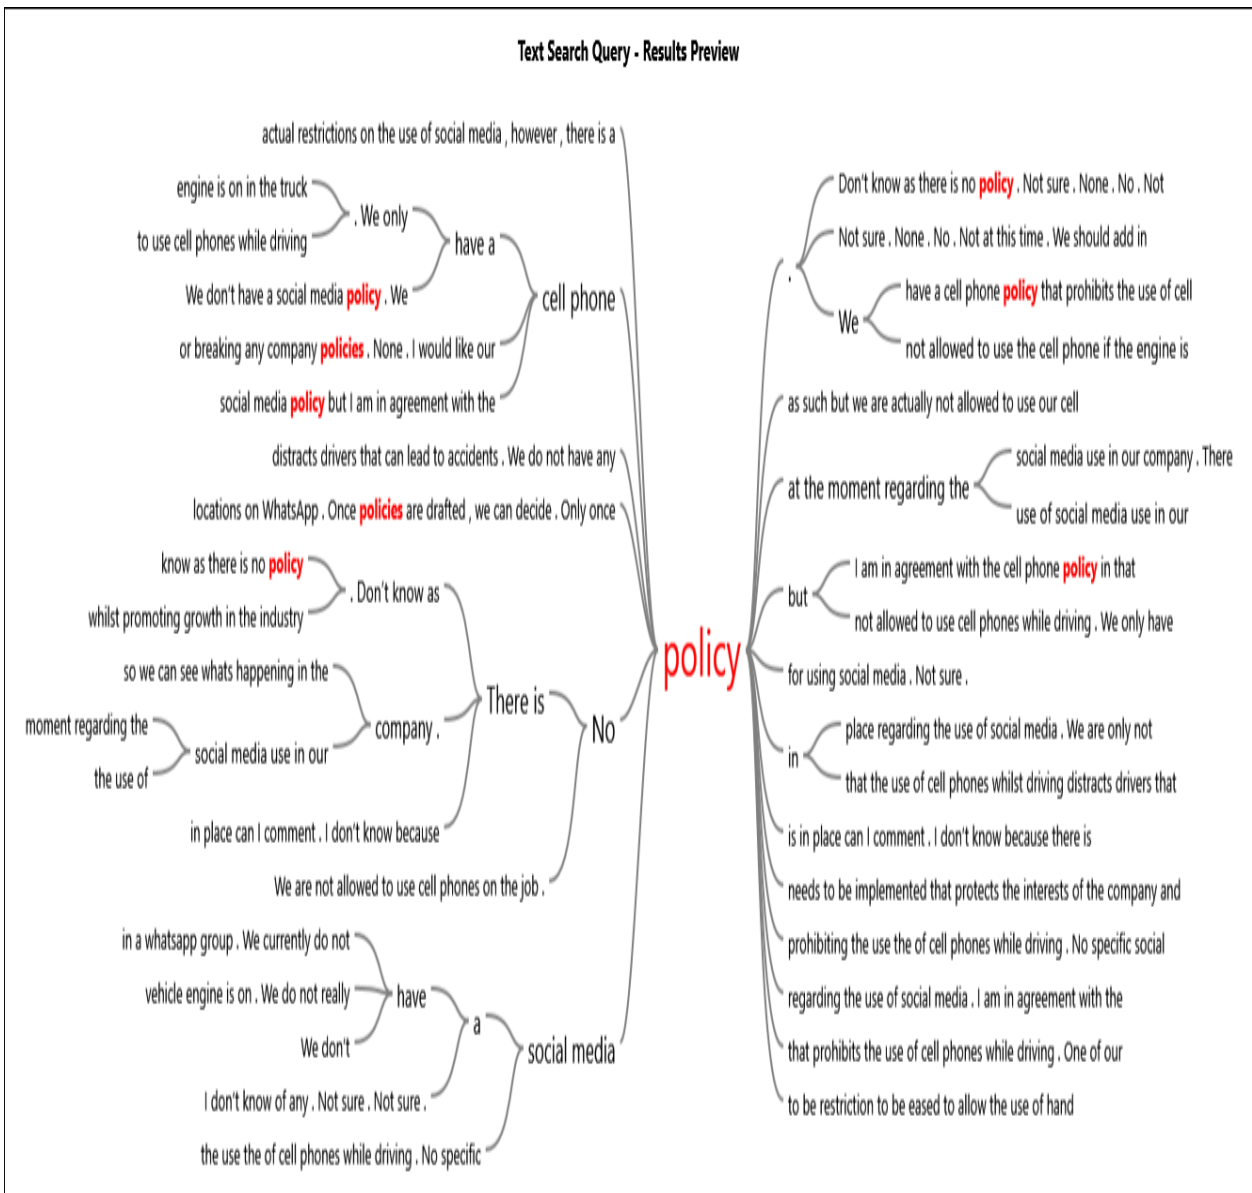 Text Search Query - Results Preview
actual restrictions on the use of social media , however , there is a
engine is on in the truck
to use cell phones while driving
. We only
We don't have a social media policy . We
have a
or breaking any company policies . None . I would like our
social media policy but I am in agreement with the
cell phone
distracts drivers that can lead to accidents . We do not have any
locations on WhatsApp . Once policies are drafted , we can decide . Only once
know as there is no policy
whilst promoting growth in the industry
. Don't know as
so we can see whats happening in the
moment regarding the
the use of
social media use in our
company .
in place can I comment . I don't know because
There is
We are not allowed to use cell phones on the job .
No
in a whatsapp group . We currently do not
vehicle engine is on . We do not really
We don't
have
I don't know of any . Not sure . Not sure .
a
the use the of cell phones while driving . No specific
social media
policy
.
Don't know as there is no policy . Not sure . None . No . Not
Not sure . None . No . Not at this time . We should add in
We
have a cell phone policy that prohibits the use of cell
not allowed to use the cell phone if the engine is
as such but we are actually not allowed to use our cell
at the moment regarding the
social media use in our company . There
use of social media use in our
but
I am in agreement with the cell phone policy in that
not allowed to use cell phones while driving . We only have
for using social media . Not sure .
in
place regarding the use of social media . We are only not
that the use of cell phones whilst driving distracts drivers that
is in place can I comment . I don't know because there is
needs to be implemented that protects the interests of the company and
prohibiting the use the of cell phones while driving . No specific social
regarding the use of social media . I am in agreement with the
that prohibits the use of cell phones while driving . One of our
to be restriction to be eased to allow the use of hand